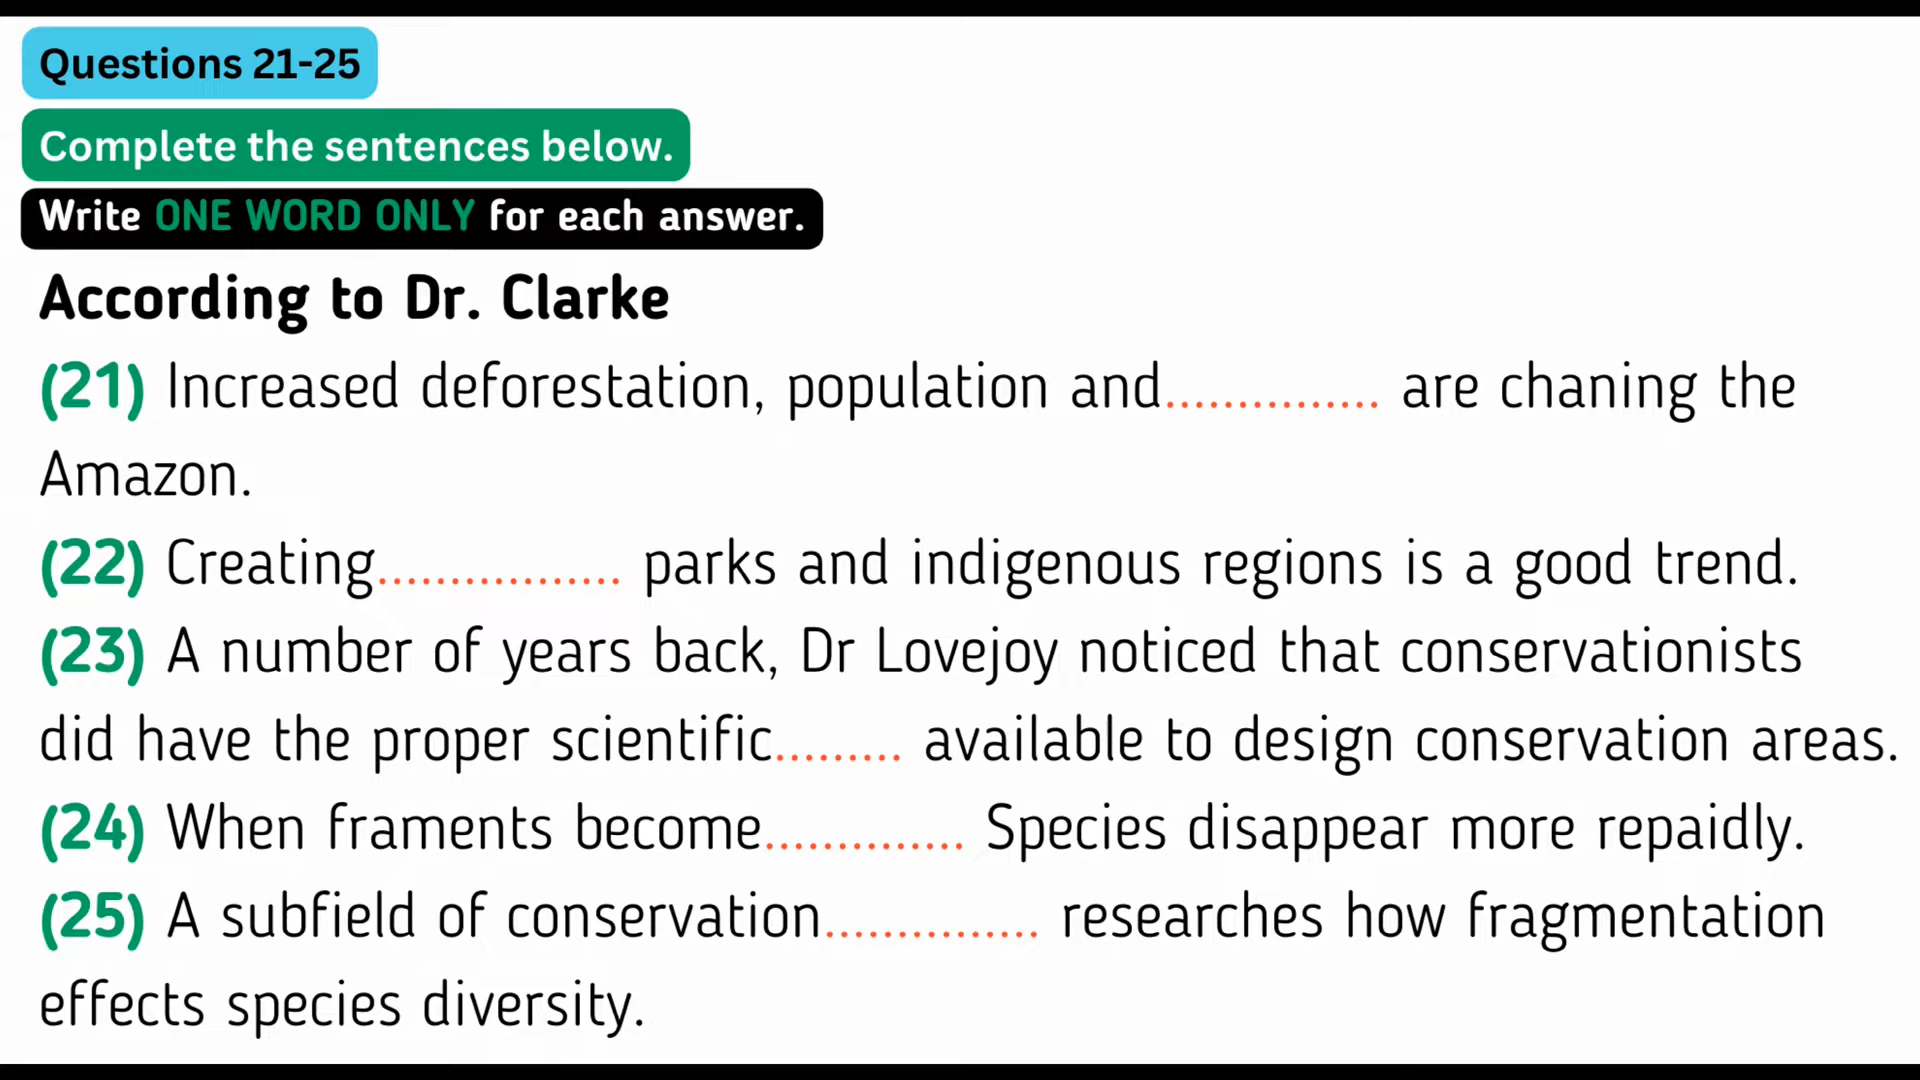 Questions 21-25
Complete the sentences below.
Write ONE WORD ONLY for each answer.
According to Dr. Clarke
(21) Increased deforestation, population and............... are chaning the
Amazon.
(22) Creating................. parks and indigenous regions is a good trend.
(23) A number of years back, Dr Lovejoy noticed that conservationists
did have the proper scientific......... available to design conservation areas.
(24) When framents become.............. Species disappear more repaidly.
(25) A subfield of conservation............... researches how fragmentation
effects species diversity.